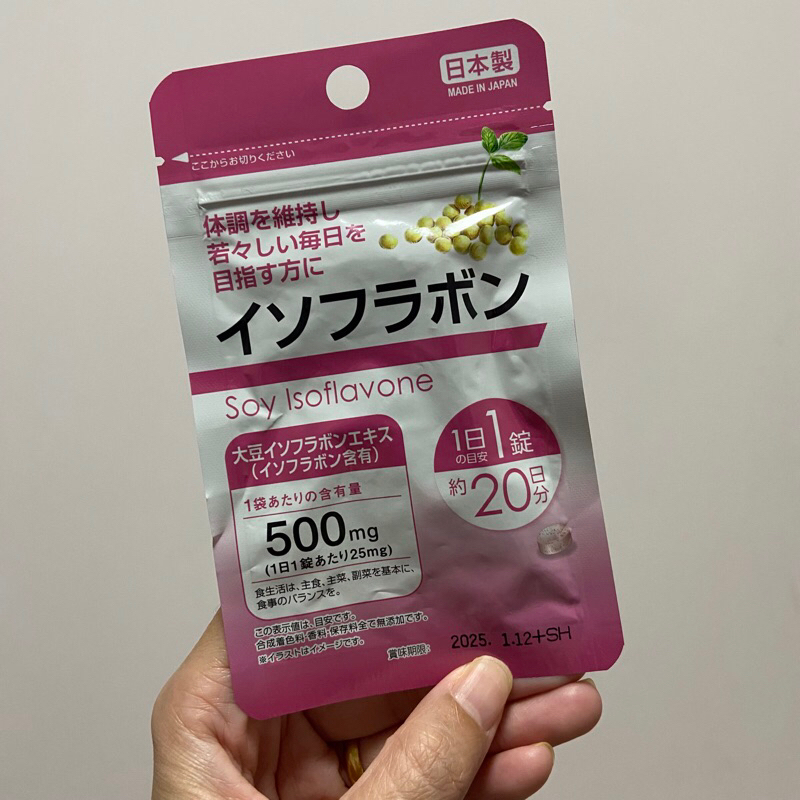 日本製
MADE IN JAPAN
ここからお切りください
体調を維持し
若々しい毎日を
目指す方に
イソフラボン
Soy Isoflavone
大豆イソフラボンエキス
(イソフラボン含有)
1袋あたりの含有量
500mg
(1日1錠あたり25mg)
食生活は、主食、主菜、副菜を基本に、
食事のバランスを。
1日の目安1錠
約20日分
この表示値は、目安です。
合成着色料・香料・保存料全て無添加です。
※イラストはイメージです。
賞味期限: 2025. 1.12+SH